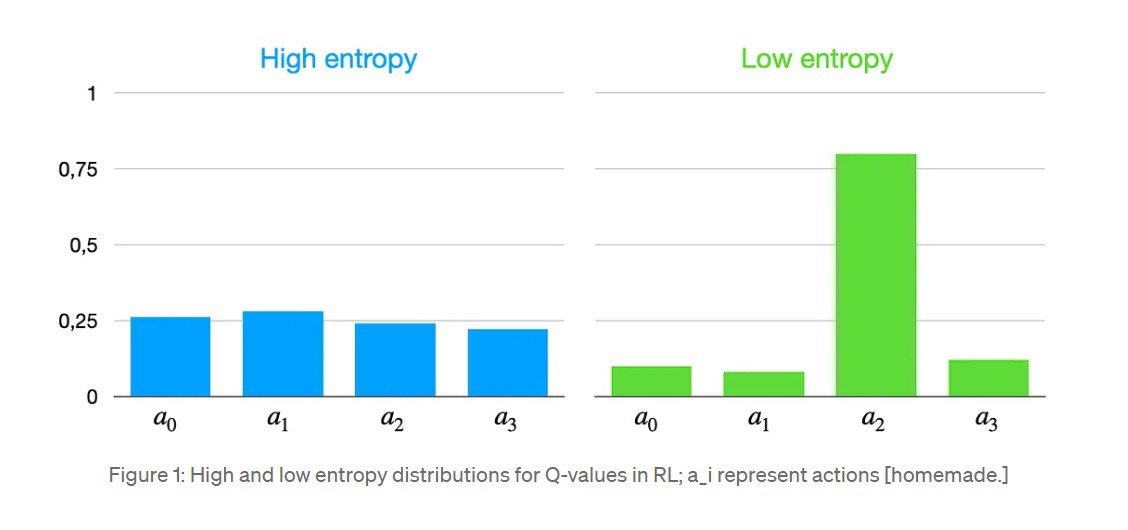 High entropy
Low entropy
1
0,75
0,5
0,25
0
a0 a1 a2 a3
a0 a1 a2 a3
Figure 1: High and low entropy distributions for Q-values in RL; a_i represent actions [homemade.]